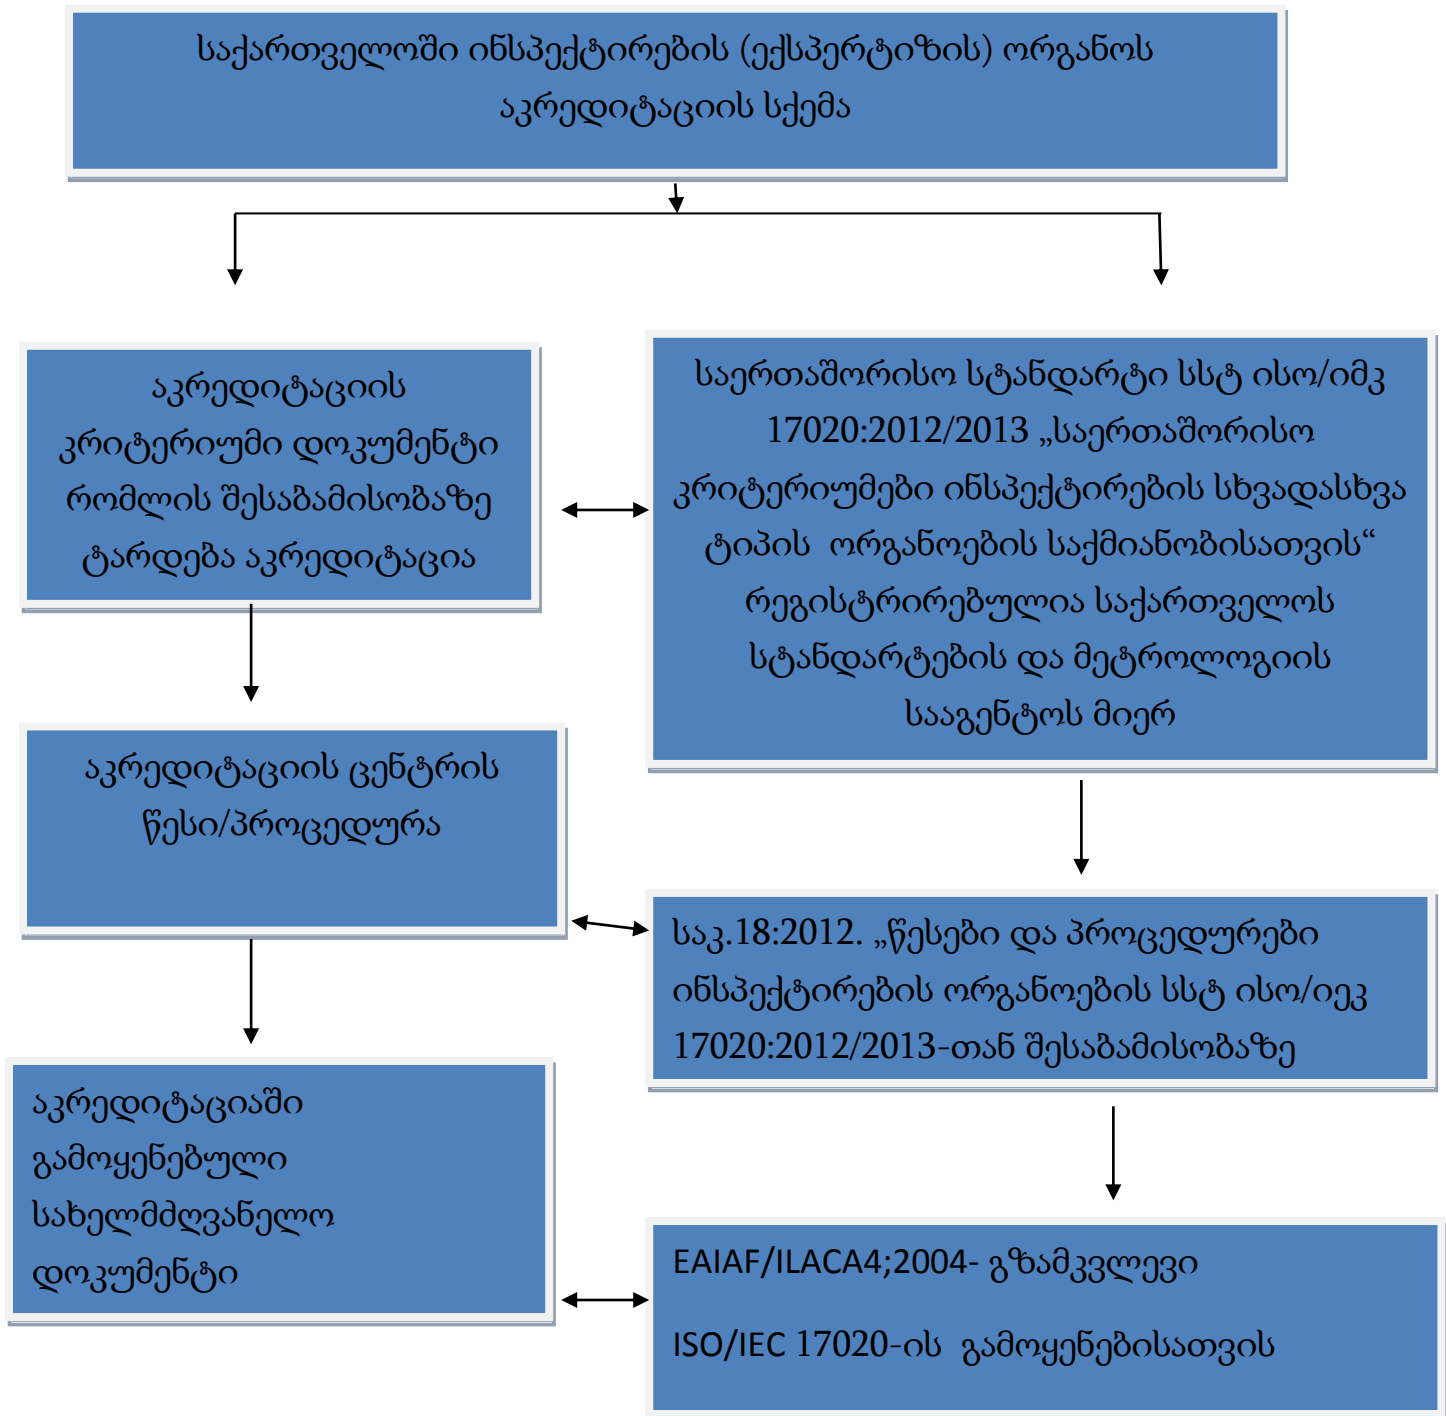 საქართველოში ინსპექტირების (ექსპერტიზის) ორგანოს
აკრედიტაციის სქემა
აკრედიტაციის
კრიტერიუმი დოკუმენტი
რომლის შესაბამისობაზე
ტარდება აკრედიტაცია
საერთაშორისო სტანდარტი სსტ ისო/იმკ
17020:2012/2013 „საერთაშორისო
კრიტერიუმები ინსპექტირების სხვადასხვა
ტიპის ორგანოების საქმიანობისათვის“
რეგისტრირებულია საქართველოს
სტანდარტების და მეტროლოგიის
სააგენტოს მიერ
აკრედიტაციის ცენტრის
წესი/პროცედურა
საკ.18:2012. „წესები და პროცედურები
ინსპექტირების ორგანოების სსტ ისო/იეკ
17020:2012/2013-თან შესაბამისობაზე
აკრედიტაციაში
გამოყენებული
სახელმძღვანელო
დოკუმენტი
EAIAF/ILACA4;2004- გზამკვლევი
ISO/IEC 17020-ის გამოყენებისათვის